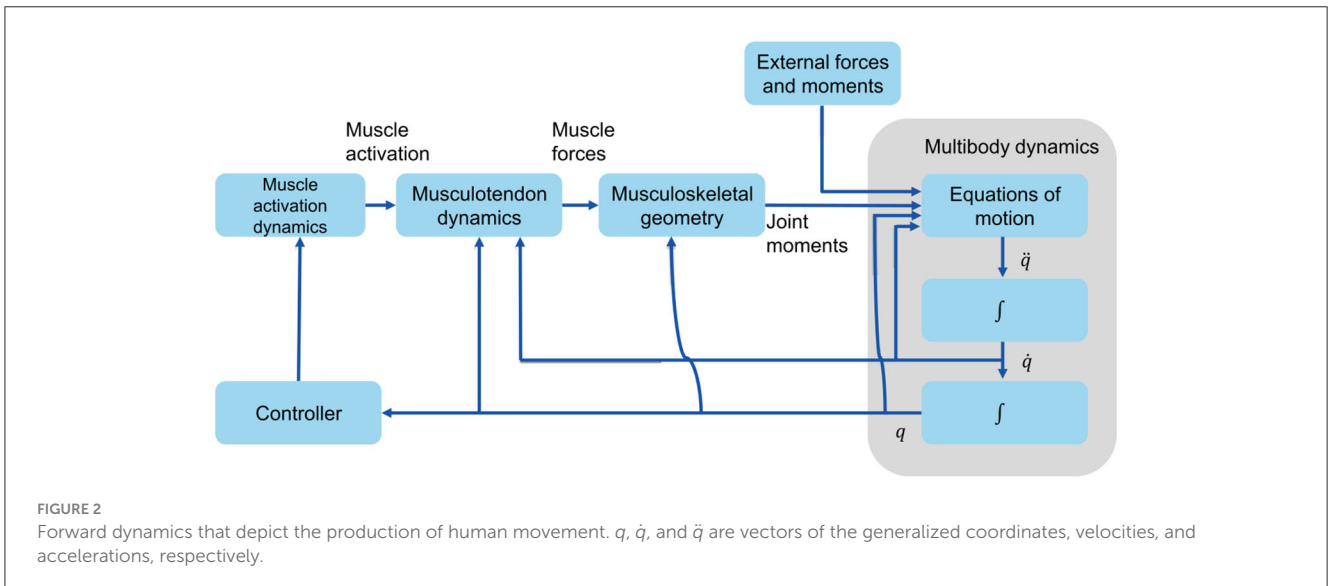 External forces
and moments
Muscle
activation
Muscle
forces
Multibody dynamics
Muscle
activation
dynamics
Musculotendon
dynamics
Musculoskeletal
geometry
Joint
moments
Equations of
motion
q̈
∫
q̇
Controller
∫
q
FIGURE 2
Forward dynamics that depict the production of human movement. q, q̇, and q̈ are vectors of the generalized coordinates, velocities, and
accelerations, respectively.